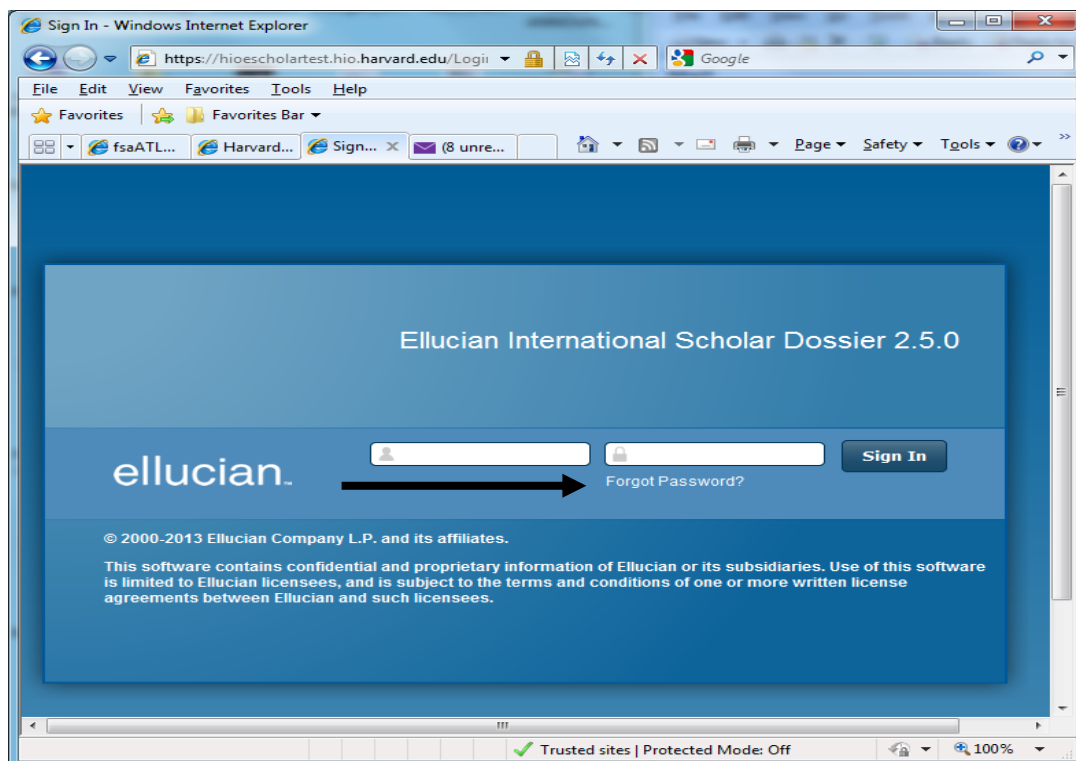 Sign In - Windows Internet Explorer
https://hioescholartest.hio.harvard.edu/Logi
Google
File Edit View Favorites Tools Help
Favorites Favorites Bar
fsaATL... Harvard... Sign... (8 unre... Page Safety Tools
Ellucian International Scholar Dossier 2.5.0
ellucian
Sign In
Forgot Password?
© 2000-2013 Ellucian Company L.P. and its affiliates.
This software contains confidential and proprietary information of Ellucian or its subsidiaries. Use of this software
is limited to Ellucian licensees, and is subject to the terms and conditions of one or more written license
agreements between Ellucian and such licensees.
Trusted sites | Protected Mode: Off 100%